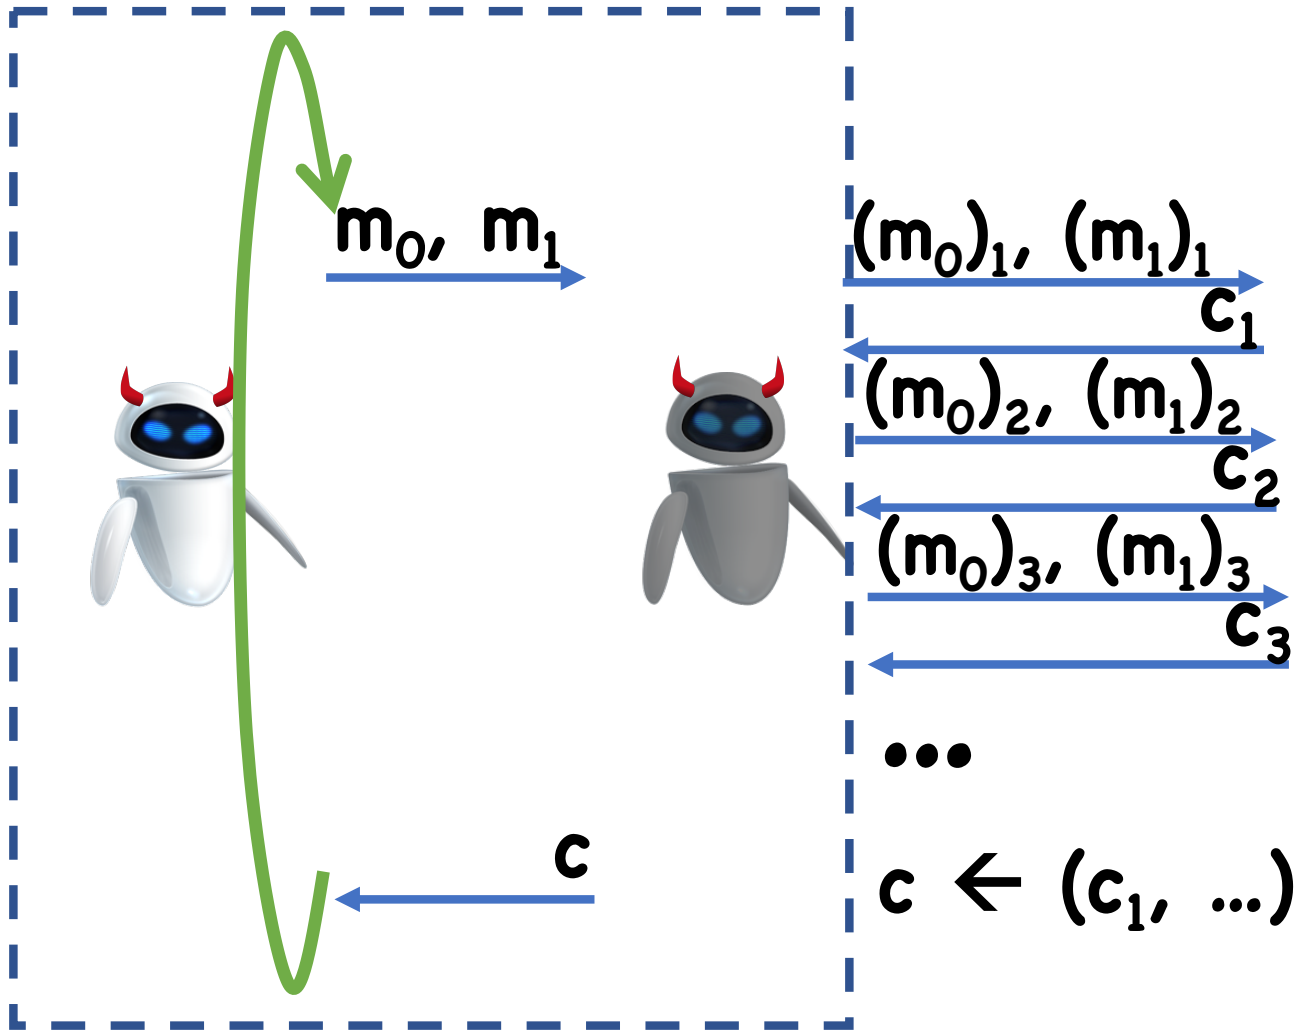 m₀, m₁
(m₀)₁, (m₁)₁
c₁
(m₀)₂, (m₁)₂
c₂
(m₀)₃, (m₁)₃
c₃
...
c
c ← (c₁, ...)